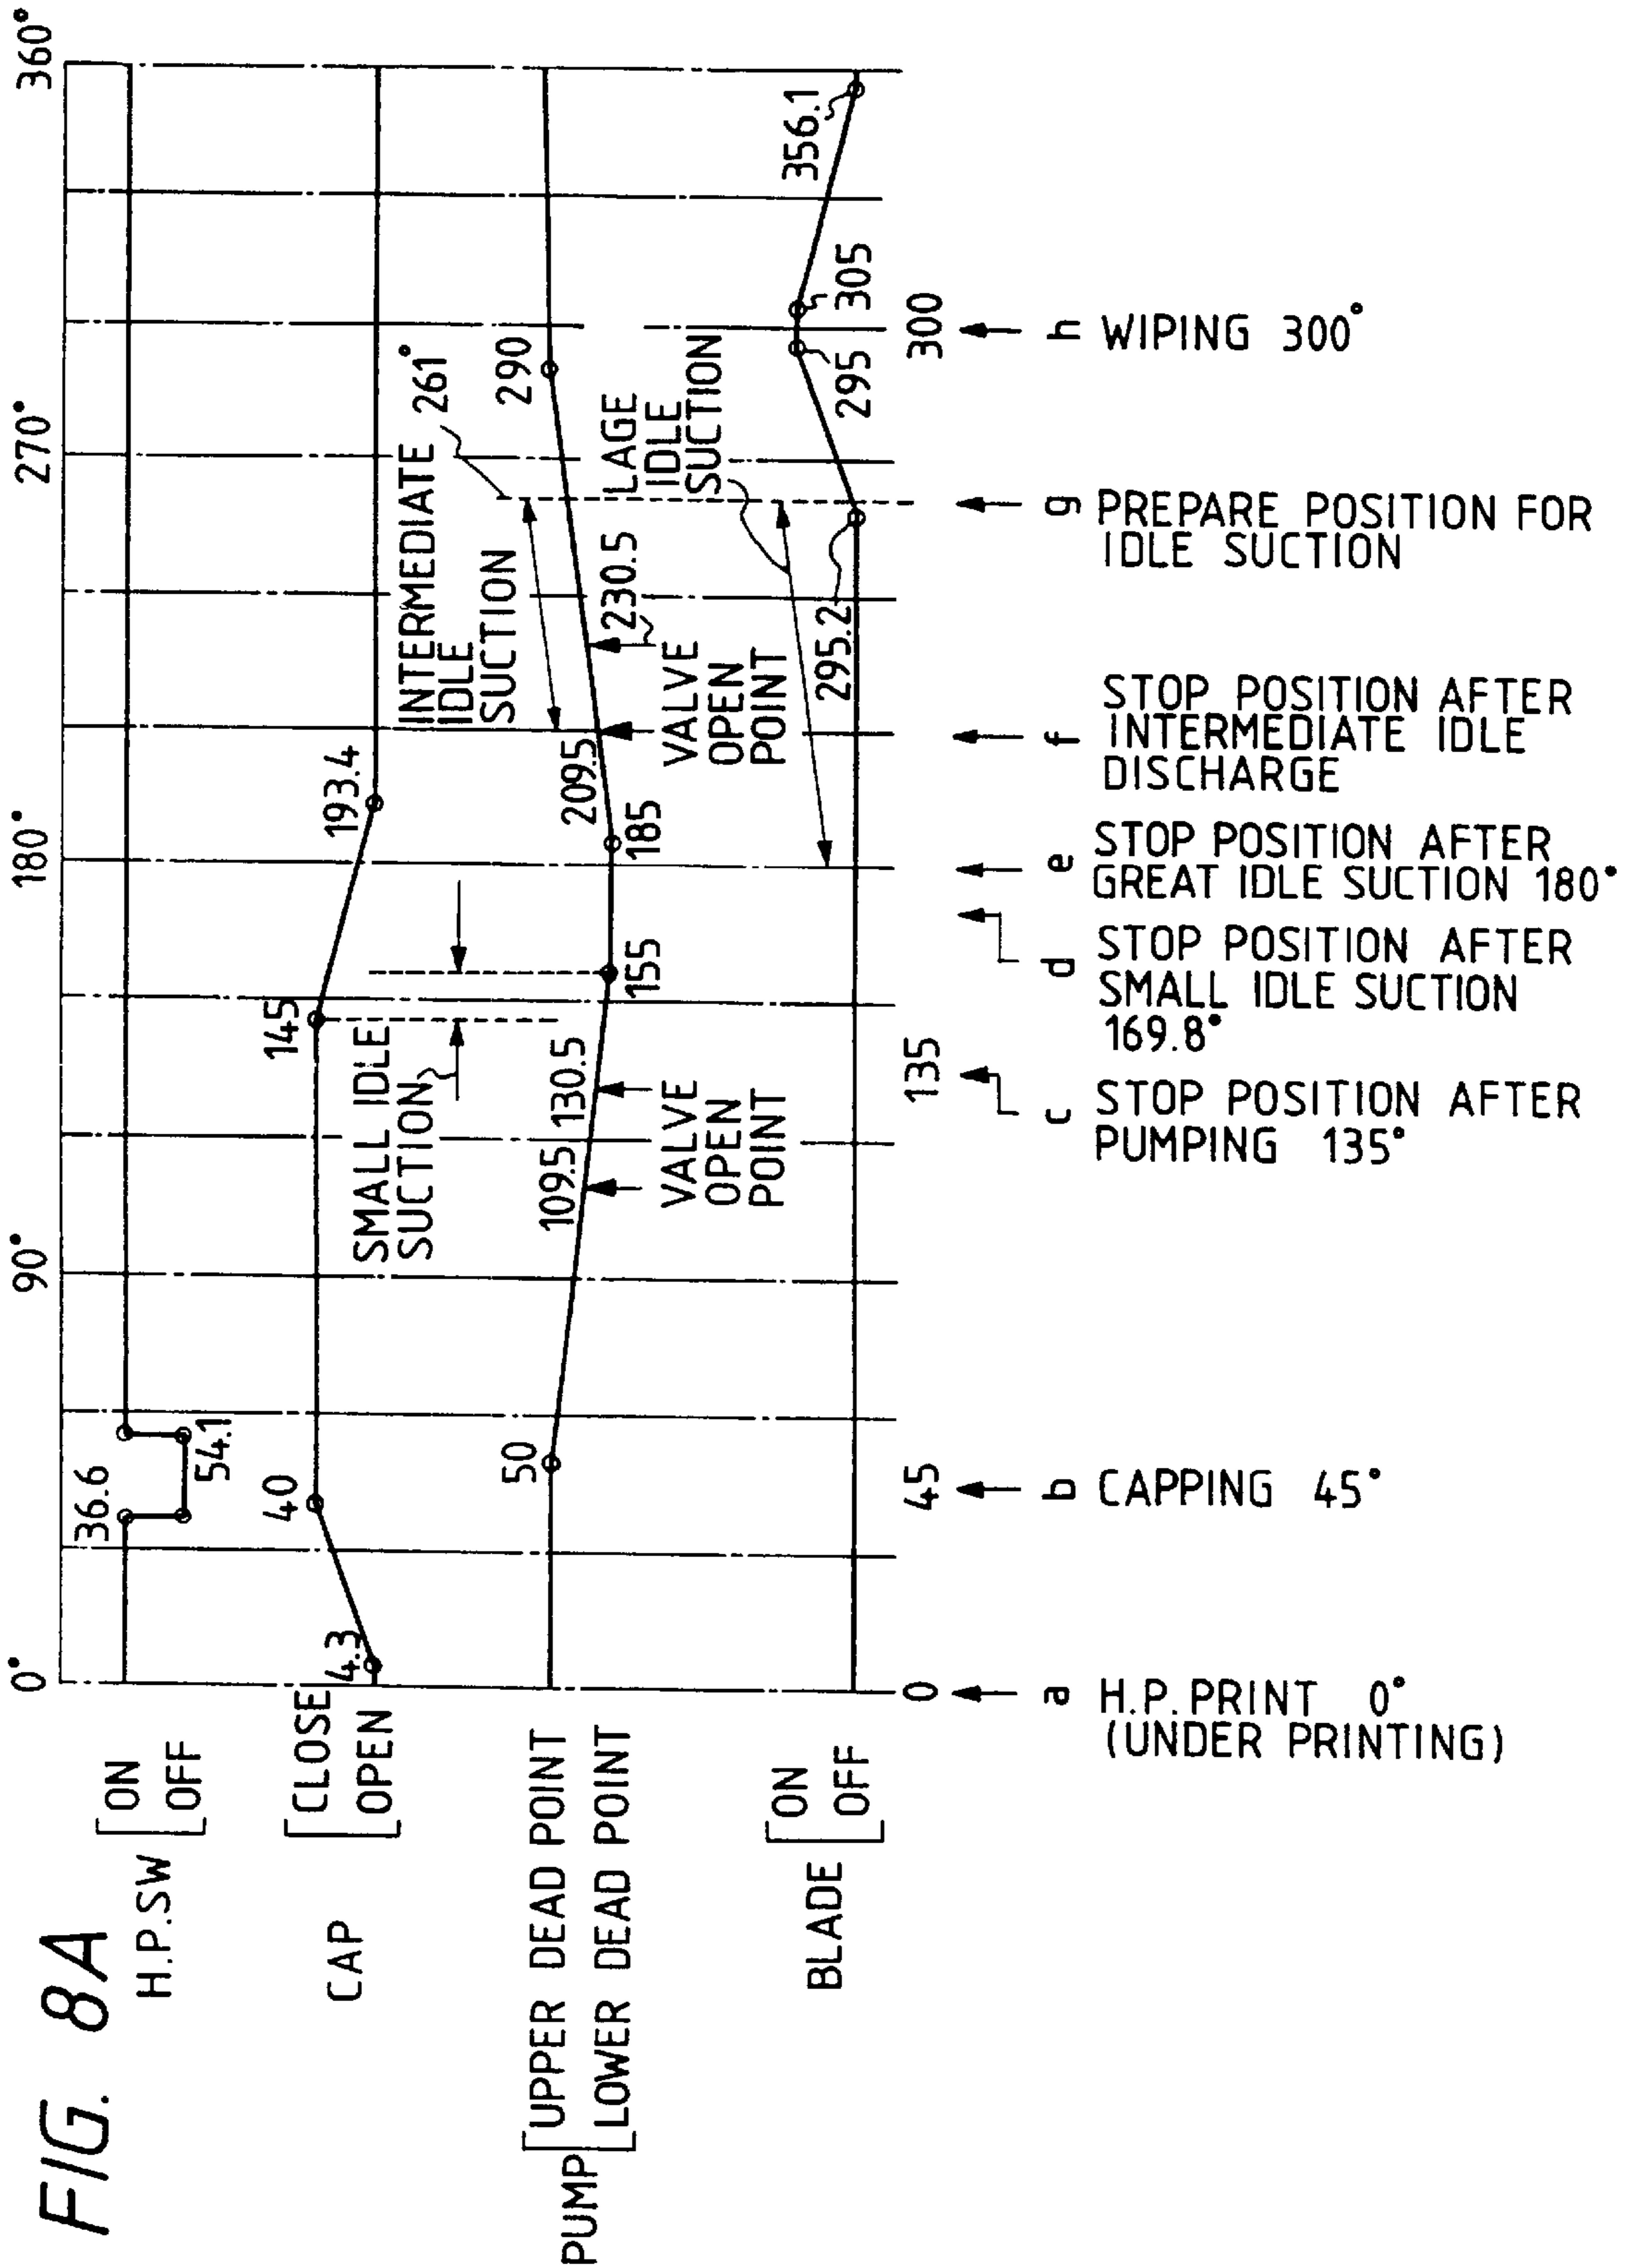 FIG. 8A
0°
90°
180°
270°
360°
H.P.SW
ON
OFF
36.6
54.1
CAP
CLOSE
OPEN
4.3
40
145
193.4
SMALL IDLE
SUCTION
INTERMEDIATE 261°
IDLE
SUCTION
PUMP
UPPER DEAD POINT
LOWER DEAD POINT
50
109.5
130.5
155
185
209.5
230.5
290
VALVE
OPEN
POINT
VALVE
OPEN
POINT
LAGE
IDLE
SUCTION
BLADE
ON
OFF
295.2
295
305
356.1
0
45
135
300
a
H.P. PRINT 0°
(UNDER PRINTING)
b
CAPPING 45°
c
STOP POSITION AFTER
PUMPING 135°
d
STOP POSITION AFTER
SMALL IDLE SUCTION
169.8°
e
STOP POSITION AFTER
GREAT IDLE SUCTION 180°
f
STOP POSITION AFTER
INTERMEDIATE IDLE
DISCHARGE
g
PREPARE POSITION FOR
IDLE SUCTION
h
WIPING 300°